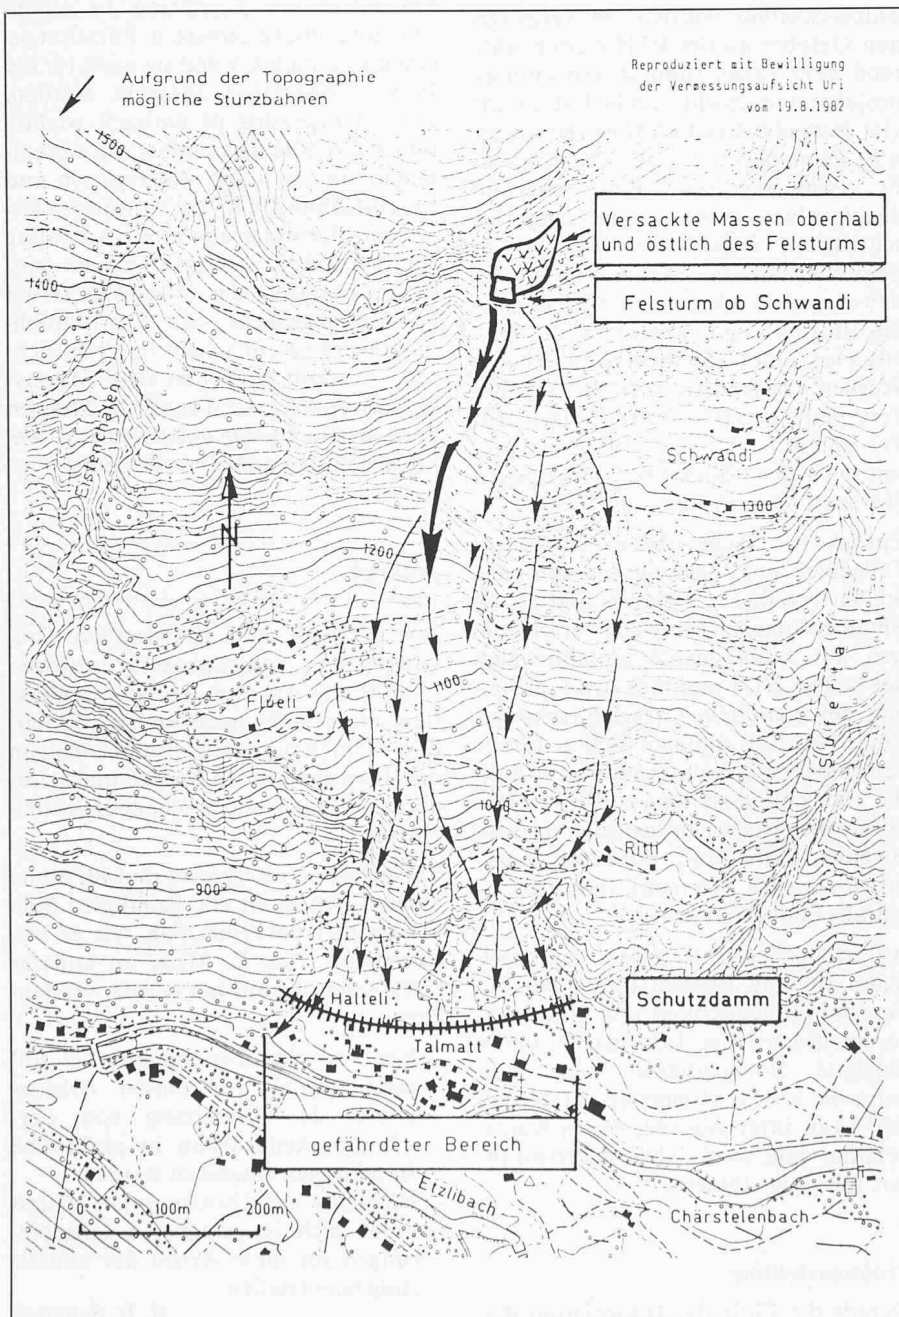 Aufgrund der Topographie
mögliche Sturzbahnen
Reproduziert mit Bewilligung
der Vermessungsaufsicht Uri
vom 19.8.1982
1500
Versackte Massen oberhalb
und östlich des Felsturms
1400
Felsturm ob Schwandi
Schwandi
N
1300
1200
1100
Flüeli
Suferta
1000
Rittl
900
Halteli
Schutzdamm
Talmatt
gefährdeter Bereich
Etzlibach
0 100m 200m
Chärstelenbach